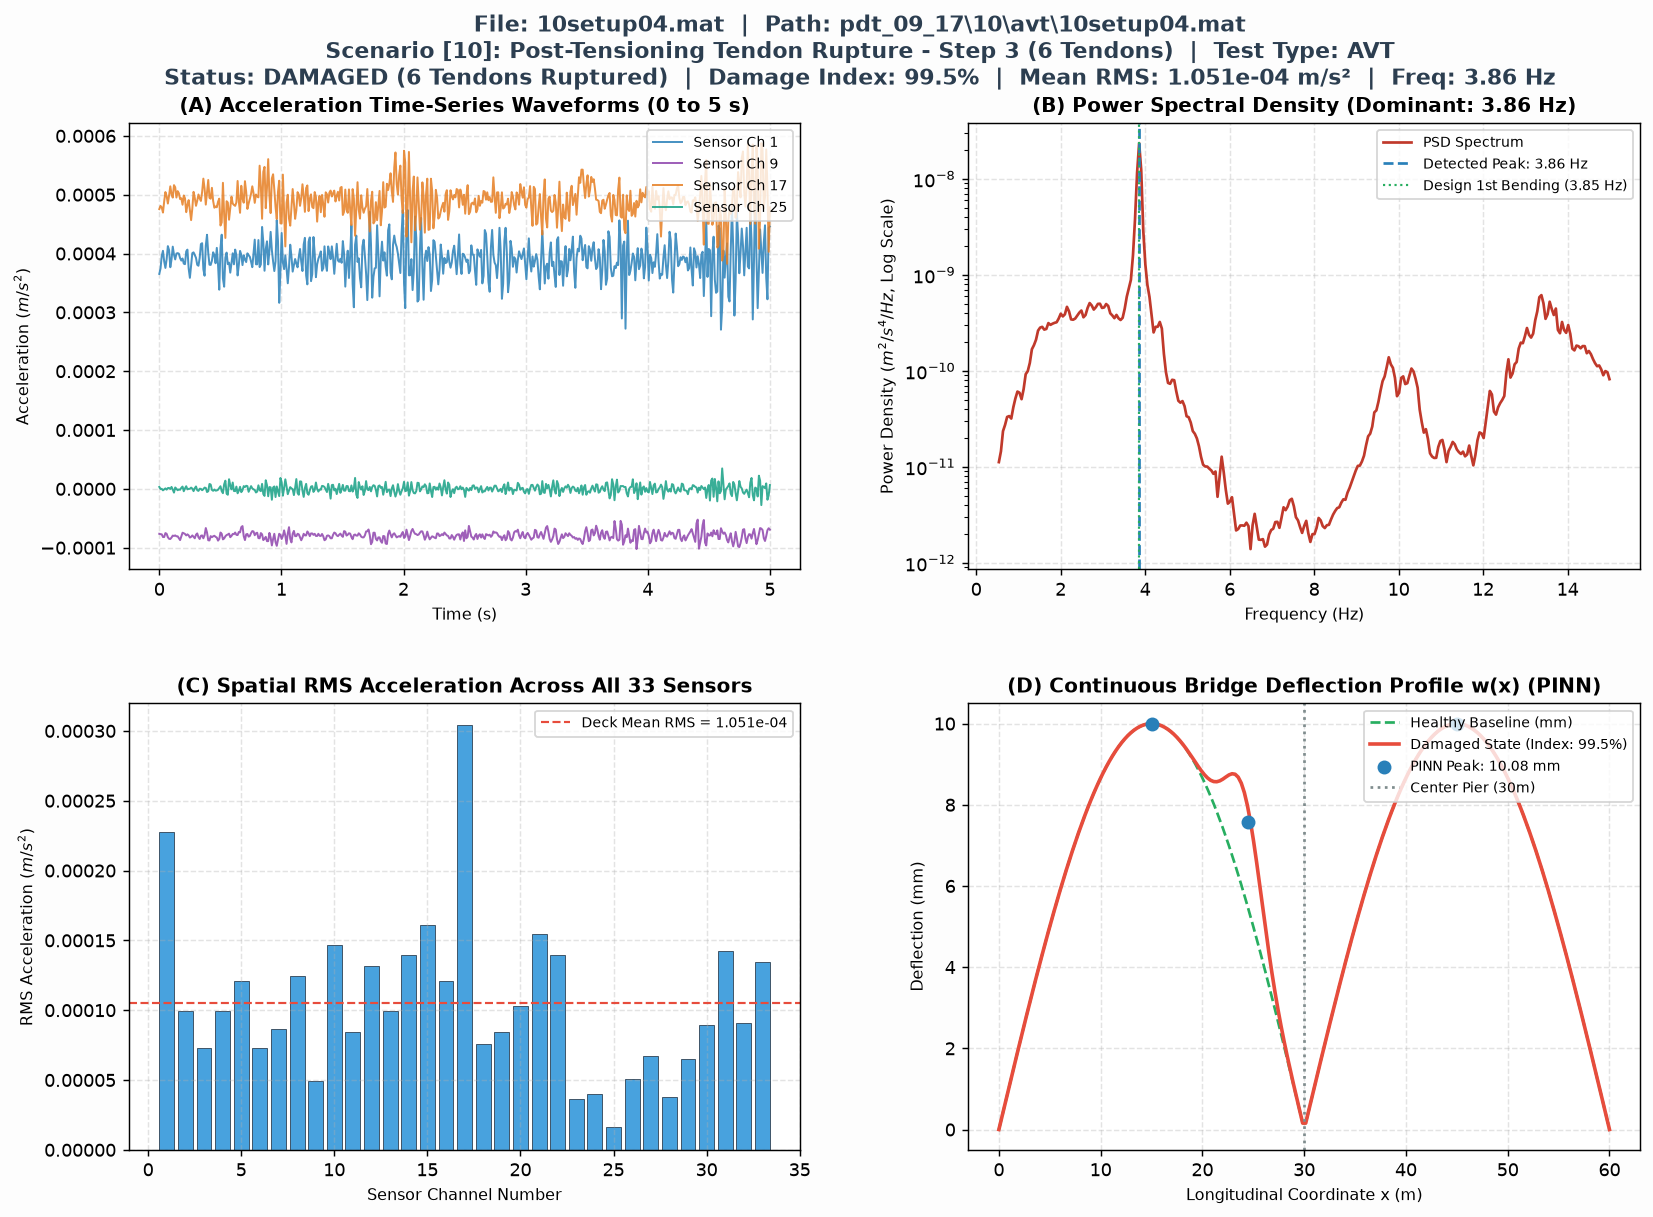 File: 10setup04.mat | Path: pdt_09_17\10\avt\10setup04.mat
Scenario [10]: Post-Tensioning Tendon Rupture - Step 3 (6 Tendons) | Test Type: AVT
Status: DAMAGED (6 Tendons Ruptured) | Damage Index: 99.5% | Mean RMS: 1.051e-04 m/s² | Freq: 3.86 Hz
(A) Acceleration Time-Series Waveforms (0 to 5 s)
Acceleration (m/s²)
0.0006
0.0005
0.0004
0.0003
0.0002
0.0001
0.0000
−0.0001
Sensor Ch 1
Sensor Ch 9
Sensor Ch 17
Sensor Ch 25
0 1 2 3 4 5
Time (s)
(B) Power Spectral Density (Dominant: 3.86 Hz)
Power Density (m²/s⁴/Hz, Log Scale)
10⁻⁸
10⁻⁹
10⁻¹⁰
10⁻¹¹
10⁻¹²
PSD Spectrum
Detected Peak: 3.86 Hz
Design 1st Bending (3.85 Hz)
0 2 4 6 8 10 12 14
Frequency (Hz)
(C) Spatial RMS Acceleration Across All 33 Sensors
RMS Acceleration (m/s²)
0.00030
0.00025
0.00020
0.00015
0.00010
0.00005
0.00000
Deck Mean RMS = 1.051e-04
0 5 10 15 20 25 30 35
Sensor Channel Number
(D) Continuous Bridge Deflection Profile w(x) (PINN)
Deflection (mm)
10
8
6
4
2
0
Healthy Baseline (mm)
Damaged State (Index: 99.5%)
PINN Peak: 10.08 mm
Center Pier (30m)
0 10 20 30 40 50 60
Longitudinal Coordinate x (m)